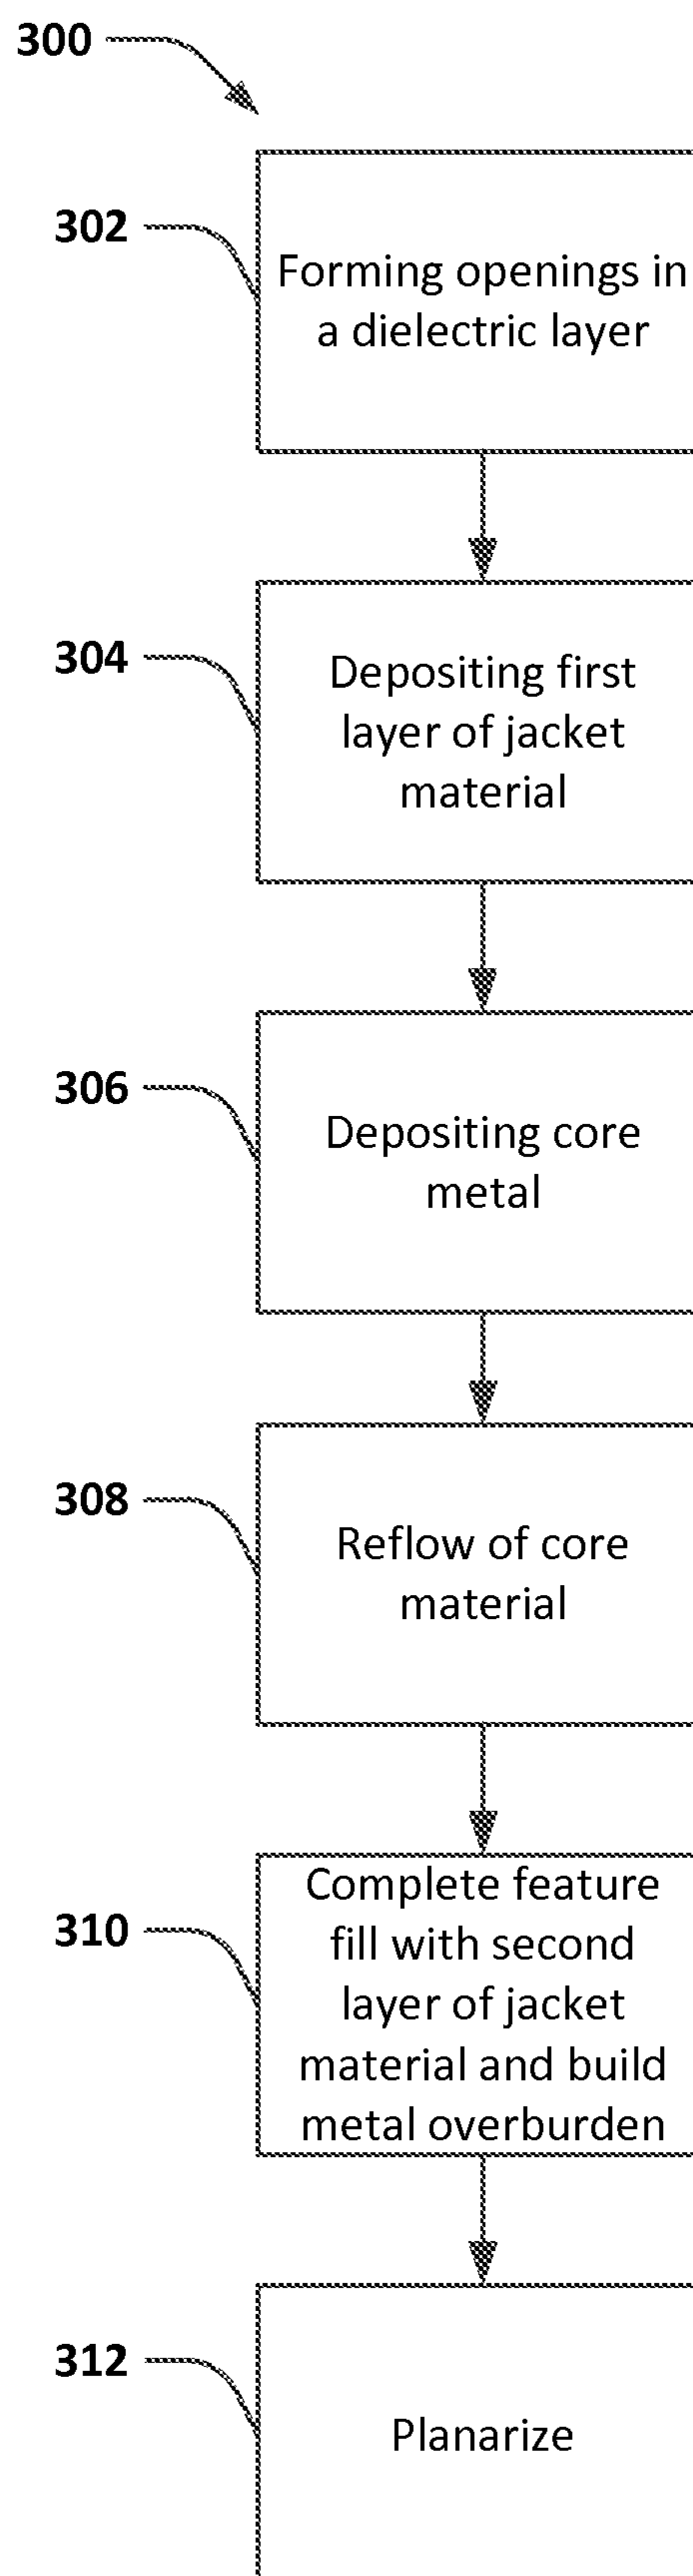 300
302
Forming openings in
a dielectric layer
304
Depositing first
layer of jacket
material
306
Depositing core
metal
308
Reflow of core
material
310
Complete feature
fill with second
layer of jacket
material and build
metal overburden
312
Planarize